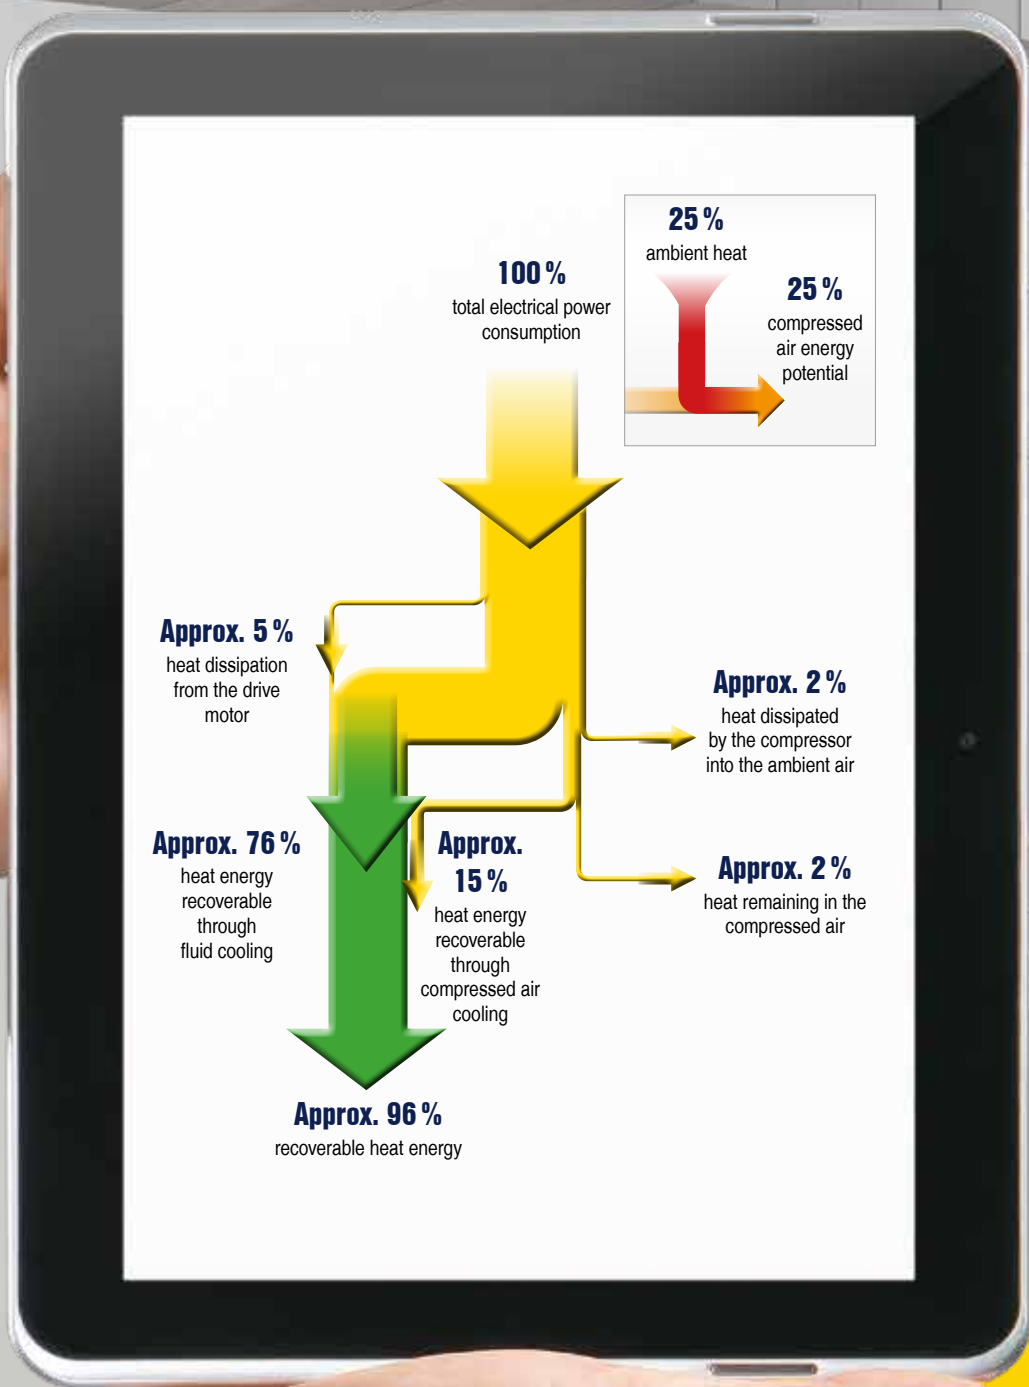 25 %
ambient heat
100 %
total electrical power
consumption
25 %
compressed
air energy
potential
Approx. 5 %
heat dissipation
from the drive
motor
Approx. 2 %
heat dissipated
by the compressor
into the ambient air
Approx. 76 %
heat energy
recoverable
through
fluid cooling
Approx.
15 %
heat energy
recoverable
through
compressed air
cooling
Approx. 2 %
heat remaining in the
compressed air
Approx. 96 %
recoverable heat energy